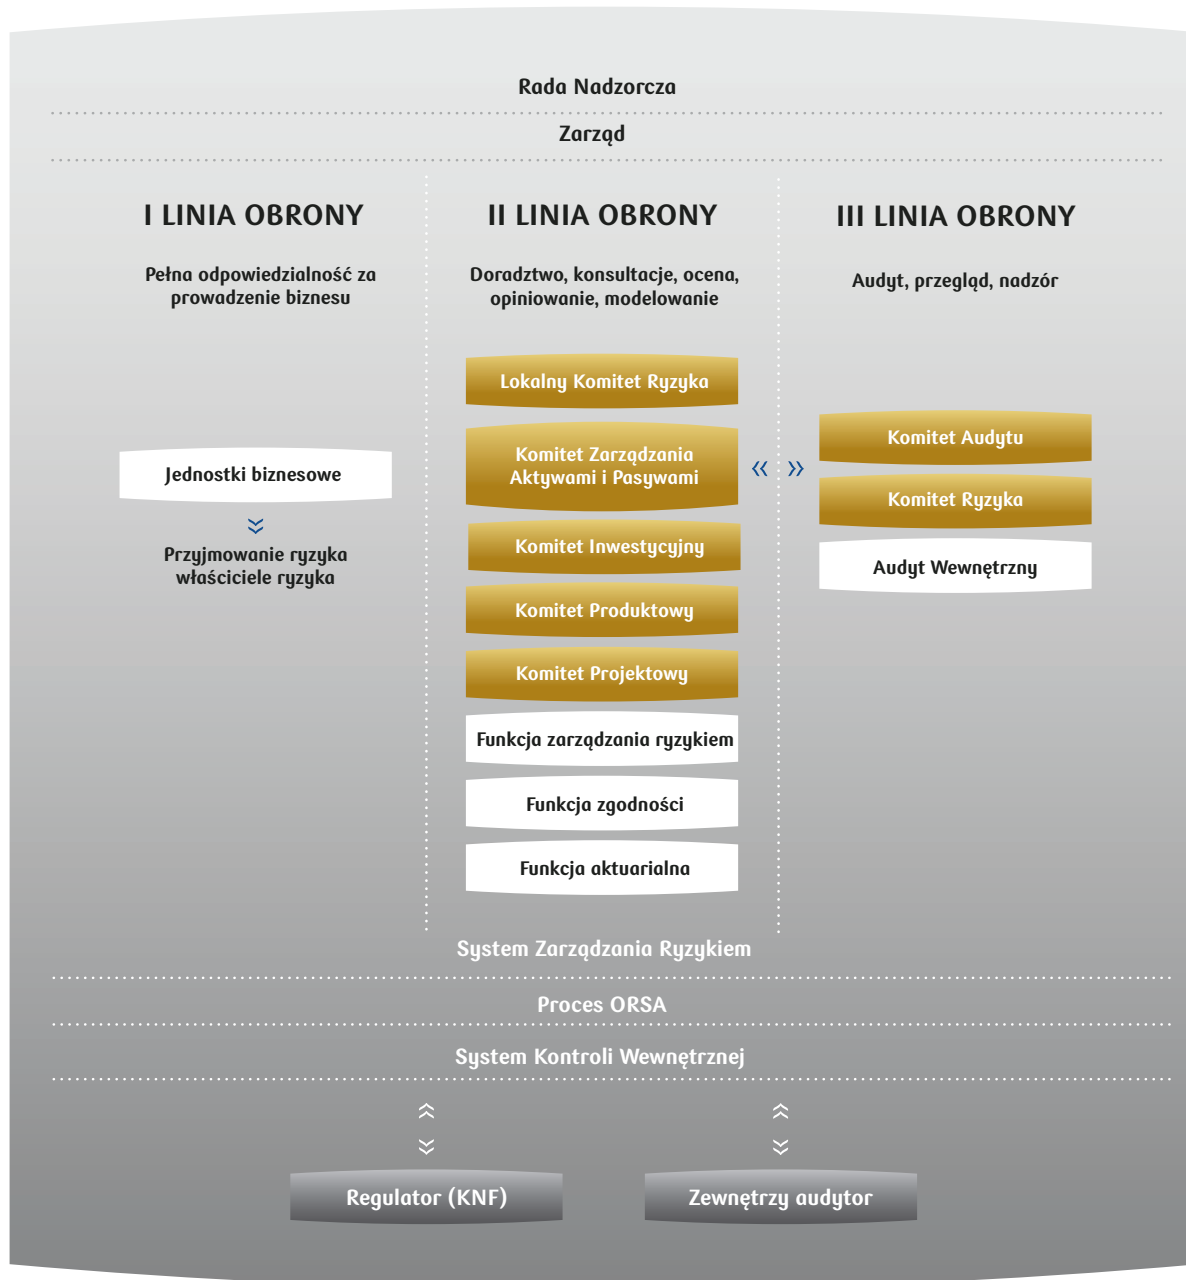 Rada Nadzorcza
Zarząd
I LINIA OBRONY
Pełna odpowiedzialność za
prowadzenie biznesu
Jednostki biznesowe
Przyjmowanie ryzyka
właściciele ryzyka
II LINIA OBRONY
Doradztwo, konsultacje, ocena,
opiniowanie, modelowanie
Lokalny Komitet Ryzyka
Komitet Zarządzania
Aktywami i Pasywami
Komitet Inwestycyjny
Komitet Produktowy
Komitet Projektowy
Funkcja zarządzania ryzykiem
Funkcja zgodności
Funkcja aktuarialna
III LINIA OBRONY
Audyt, przegląd, nadzór
Komitet Audytu
Komitet Ryzyka
Audyt Wewnętrzny
System Zarządzania Ryzykiem
Proces ORSA
System Kontroli Wewnętrznej
Regulator (KNF)
Zewnętrzy audytor